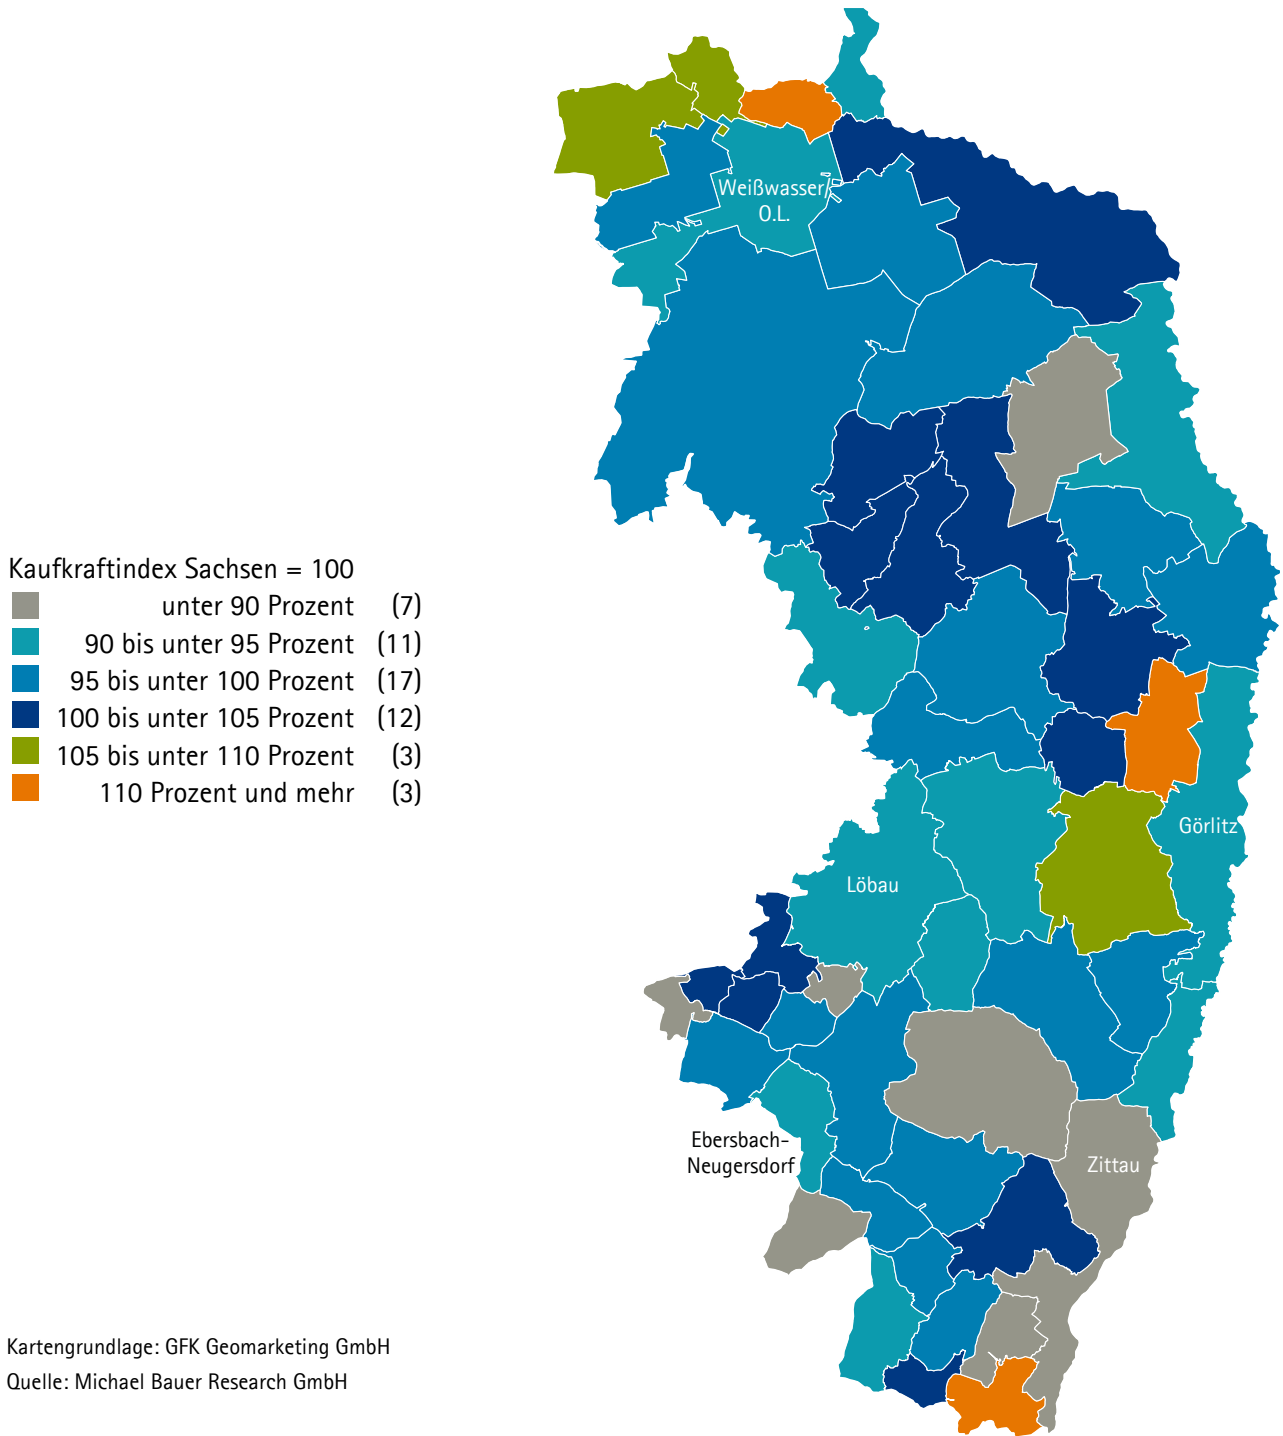 Weißwasser/
O.L.
Kaufkraftindex Sachsen = 100
unter 90 Prozent (7)
90 bis unter 95 Prozent (11)
95 bis unter 100 Prozent (17)
100 bis unter 105 Prozent (12)
105 bis unter 110 Prozent (3)
110 Prozent und mehr (3)
Görlitz
Löbau
Ebersbach-
Neugersdorf
Zittau
Kartengrundlage: GFK Geomarketing GmbH
Quelle: Michael Bauer Research GmbH